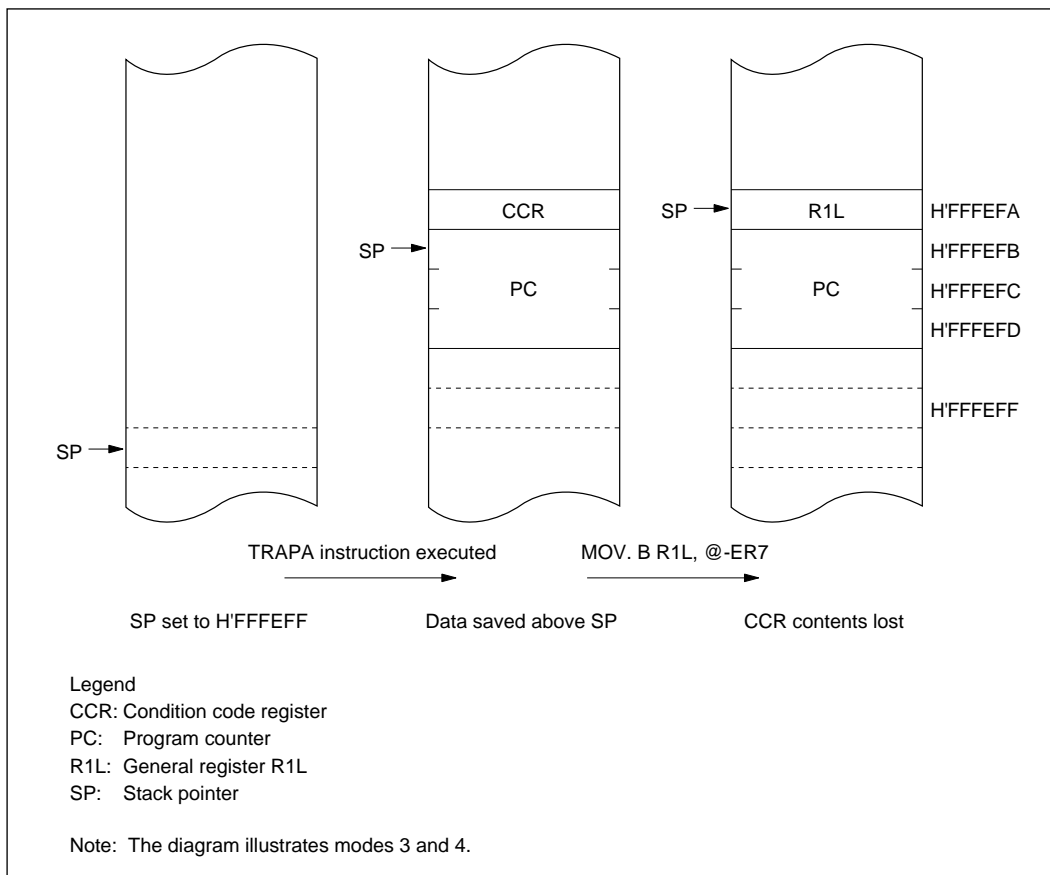 CCR
SP
R1L
H'FFFEFA
SP
H'FFFEFB
PC
PC
H'FFFEFC
H'FFFEFD
H'FFFEFF
SP
TRAPA instruction executed
MOV. B R1L, @-ER7
SP set to H'FFFEFF
Data saved above SP
CCR contents lost
Legend
CCR: Condition code register
PC: Program counter
R1L: General register R1L
SP: Stack pointer
Note: The diagram illustrates modes 3 and 4.